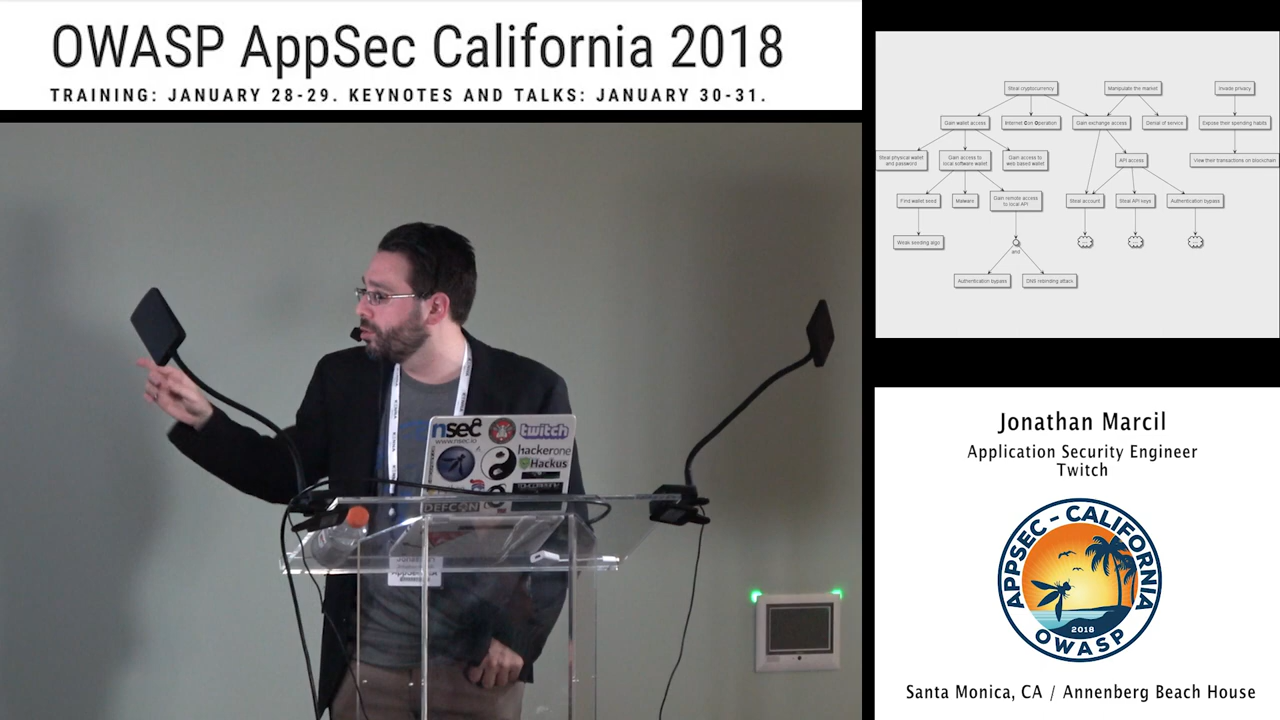 OWASP AppSec California 2018
TRAINING: JANUARY 28-29. KEYNOTES AND TALKS: JANUARY 30-31.
Steal cryptocurrency
Manipulate the market
Invade privacy
Gain wallet access
Internet Con Operation
Gain exchange access
Denial of service
Expose their spending habits
Steal physical wallet
and password
Gain access to
local software wallet
Gain access to
web based wallet
API access
View their transactions on blockchain
Find wallet seed
Malware
Gain remote access
to local API
Steal account
Steal API keys
Authentication bypass
Weak seeding algo
and
Authentication bypass
DNS rebinding attack
nsec
www.nsec.io
twitch
hackerone
Hackus
DEFCON
Jonathan Marcil
Application Security Engineer
Twitch
APPSEC - CALIFORNIA
2018
OWASP
Santa Monica, CA / Annenberg Beach House